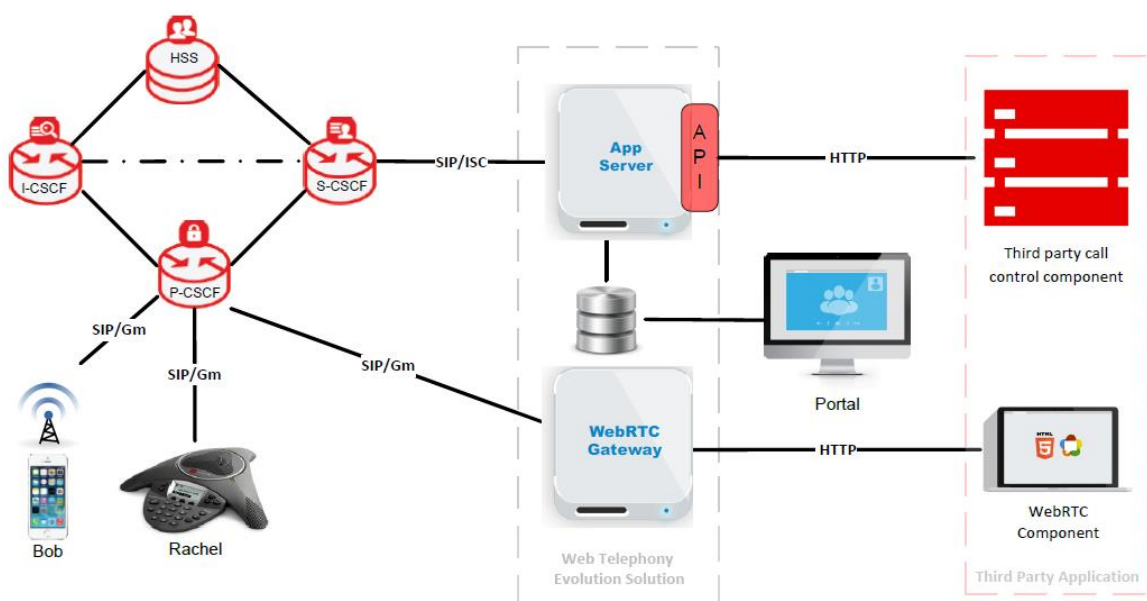 HSS
I-CSCF
S-CSCF
P-CSCF
SIP/ISC
App
Server
A
P
I
HTTP
Third party call
control component
SIP/Gm
SIP/Gm
SIP/Gm
Portal
WebRTC
Gateway
HTTP
HTML
5
WebRTC
Component
Bob
Rachel
Web Telephony
Evolution Solution
Third Party Application